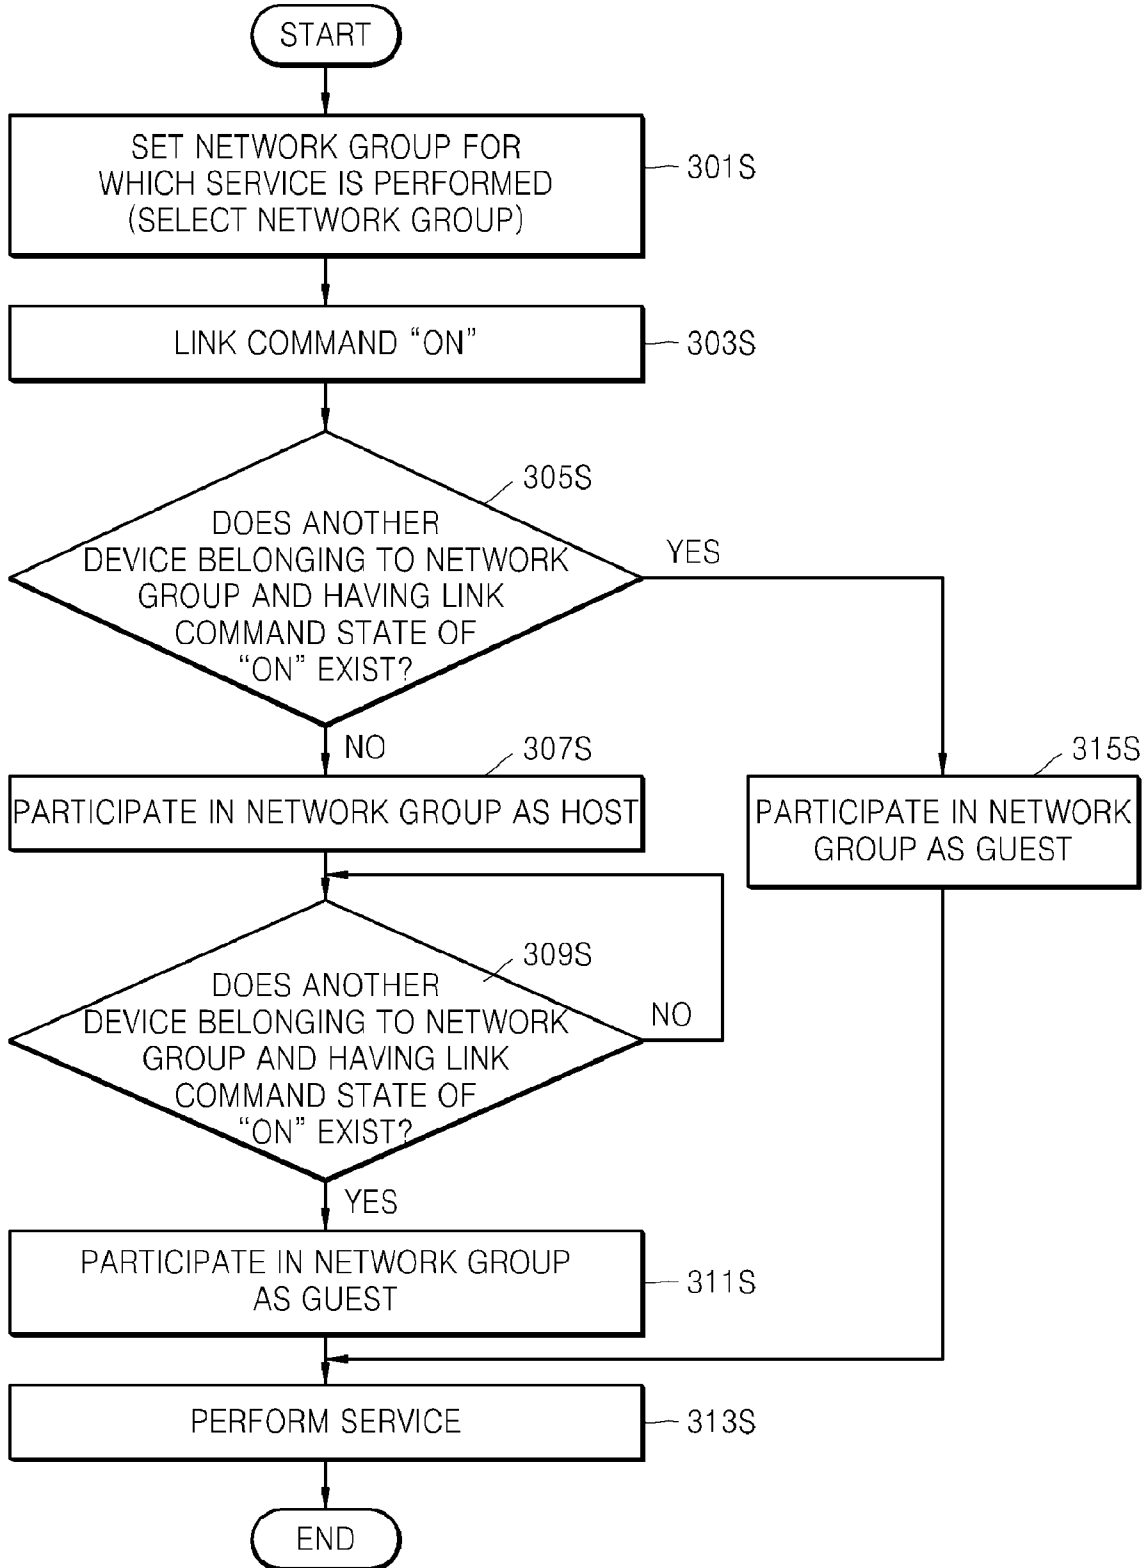 START
SET NETWORK GROUP FOR
WHICH SERVICE IS PERFORMED
(SELECT NETWORK GROUP)
301S
LINK COMMAND “ON”
303S
305S
DOES ANOTHER
DEVICE BELONGING TO NETWORK
GROUP AND HAVING LINK
COMMAND STATE OF
“ON” EXIST?
YES
NO
307S
PARTICIPATE IN NETWORK GROUP AS HOST
315S
PARTICIPATE IN NETWORK
GROUP AS GUEST
309S
DOES ANOTHER
DEVICE BELONGING TO NETWORK
GROUP AND HAVING LINK
COMMAND STATE OF
“ON” EXIST?
NO
YES
PARTICIPATE IN NETWORK GROUP
AS GUEST
311S
PERFORM SERVICE
313S
END